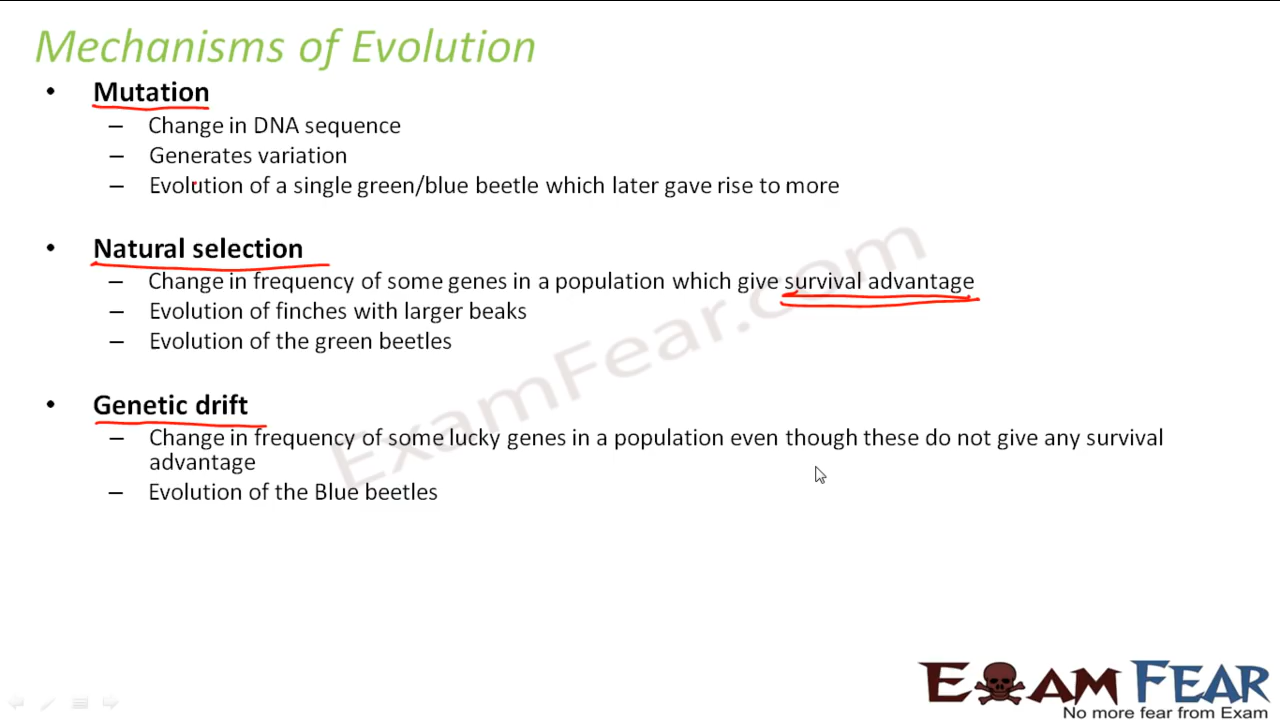 Mechanisms of Evolution
• Mutation
– Change in DNA sequence
– Generates variation
– Evolution of a single green/blue beetle which later gave rise to more
• Natural selection
– Change in frequency of some genes in a population which give survival advantage
– Evolution of finches with larger beaks
– Evolution of the green beetles
• Genetic drift
– Change in frequency of some lucky genes in a population even though these do not give any survival
advantage
– Evolution of the Blue beetles
ExamFear.com
EXAM FEAR
No more fear from Exam